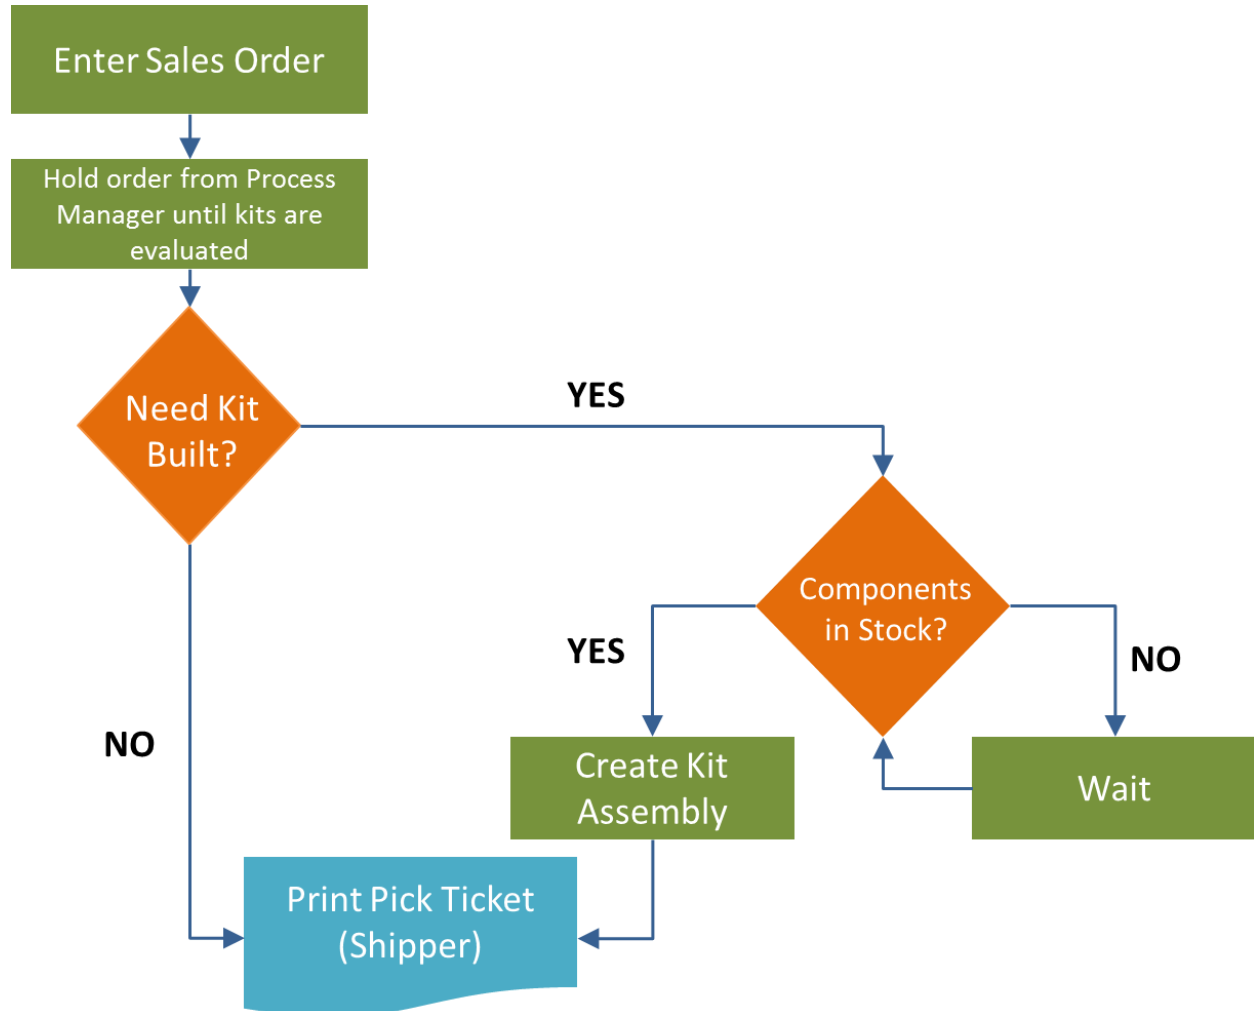 Enter Sales Order
Hold order from Process
Manager until kits are
evaluated
Need Kit
Built?
YES
Components
in Stock?
YES
NO
NO
Create Kit
Assembly
Wait
Print Pick Ticket
(Shipper)